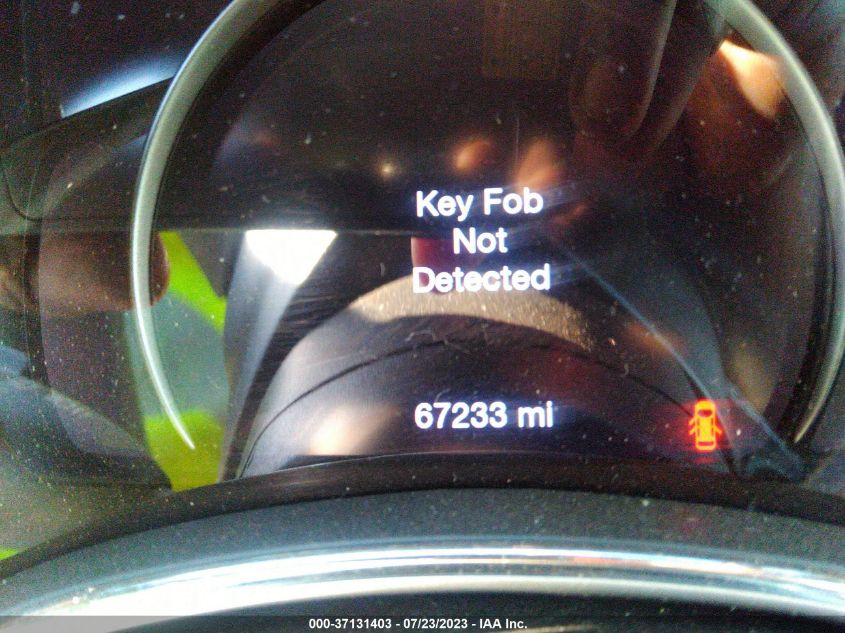 Key Fob
Not
Detected
67233 mi
000-37131403 - 07/23/2023 - IAA Inc.